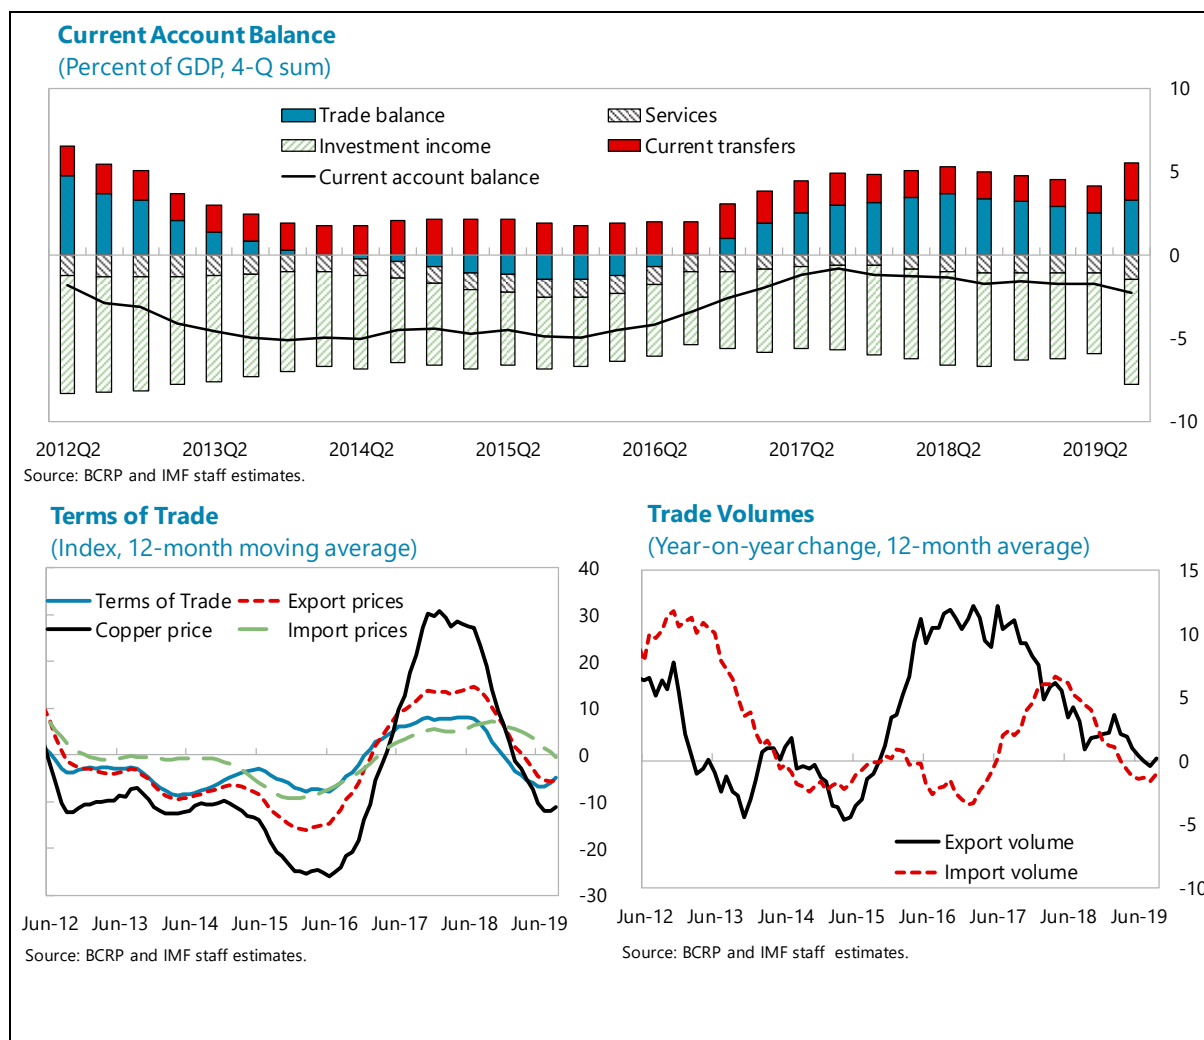 Current Account Balance
(Percent of GDP, 4-Q sum)
Trade balance
Services
Investment income
Current transfers
Current account balance
10
5
0
-5
-10
2012Q2 2013Q2 2014Q2 2015Q2 2016Q2 2017Q2 2018Q2 2019Q2
Source: BCRP and IMF staff estimates.
Terms of Trade
(Index, 12-month moving average)
Terms of Trade
Export prices
Copper price
Import prices
40
30
20
10
0
-10
-20
-30
Jun-12 Jun-13 Jun-14 Jun-15 Jun-16 Jun-17 Jun-18 Jun-19
Source: BCRP and IMF staff estimates.
Trade Volumes
(Year-on-year change, 12-month average)
15
10
5
0
-5
-10
Export volume
Import volume
Jun-12 Jun-13 Jun-14 Jun-15 Jun-16 Jun-17 Jun-18 Jun-19
Source: BCRP and IMF staff estimates.